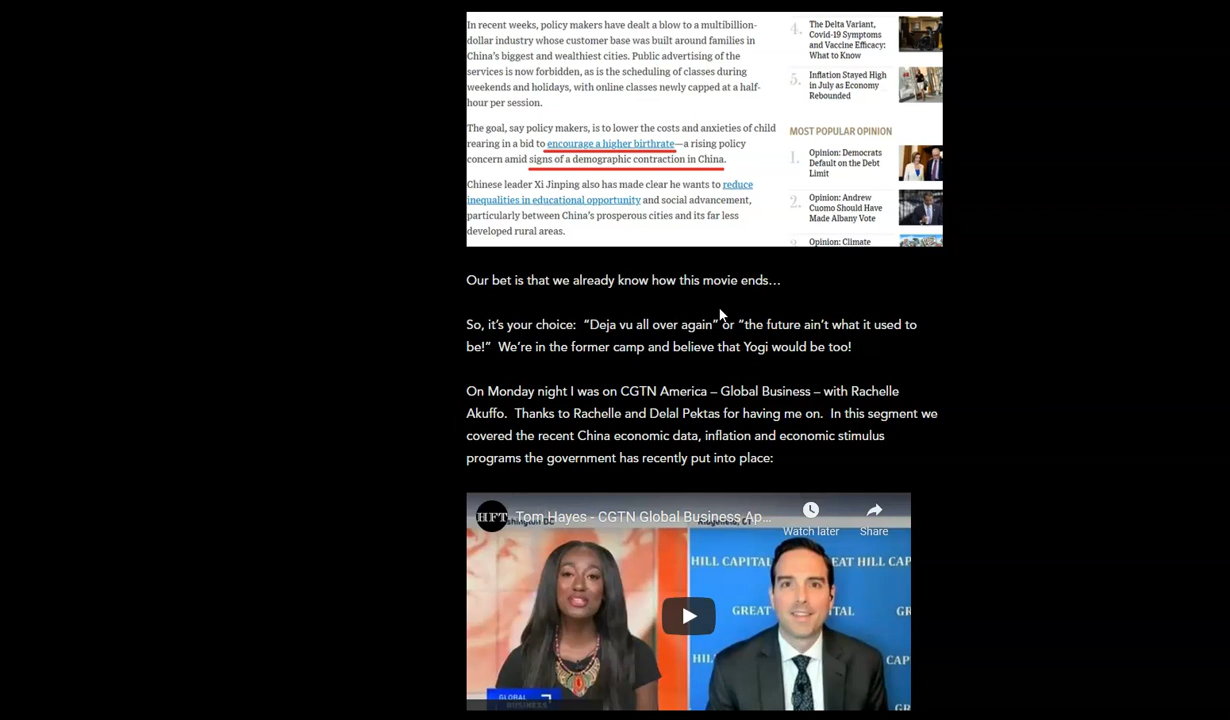 In recent weeks, policy makers have dealt a blow to a multibillion-
dollar industry whose customer base was built around families in
China's biggest and wealthiest cities. Public advertising of the
services is now forbidden, as is the scheduling of classes during
weekends and holidays, with online classes newly capped at a half-
hour per session.
The goal, say policy makers, is to lower the costs and anxieties of child
rearing in a bid to encourage a higher birthrate—a rising policy
concern amid signs of a demographic contraction in China.
Chinese leader Xi Jinping also has made clear he wants to reduce
inequalities in educational opportunity and social advancement,
particularly between China's prosperous cities and its far less
developed rural areas.
4. The Delta Variant,
Covid-19 Symptoms
and Vaccine Efficacy:
What to Know
5. Inflation Stayed High
in July as Economy
Rebounded
MOST POPULAR OPINION
1. Opinion: Democrats
Default on the Debt
Limit
2. Opinion: Andrew
Cuomo Should Have
Made Albany Vote
Opinion: Climate
Our bet is that we already know how this movie ends…
So, it's your choice:  “Deja vu all over again” or “the future ain't what it used to
be!”  We're in the former camp and believe that Yogi would be too!
On Monday night I was on CGTN America – Global Business – with Rachelle
Akuffo.  Thanks to Rachelle and Delal Pektas for having me on.  In this segment we
covered the recent China economic data, inflation and economic stimulus
programs the government has recently put into place:
HFT Tom Hayes - CGTN Global Business Ap...
Watch later
Share
HILL CAPITAL
EAT HILL CAP
GREAT
ITAL
GR
HIL
CAP
GLOBAL
BUSINESS